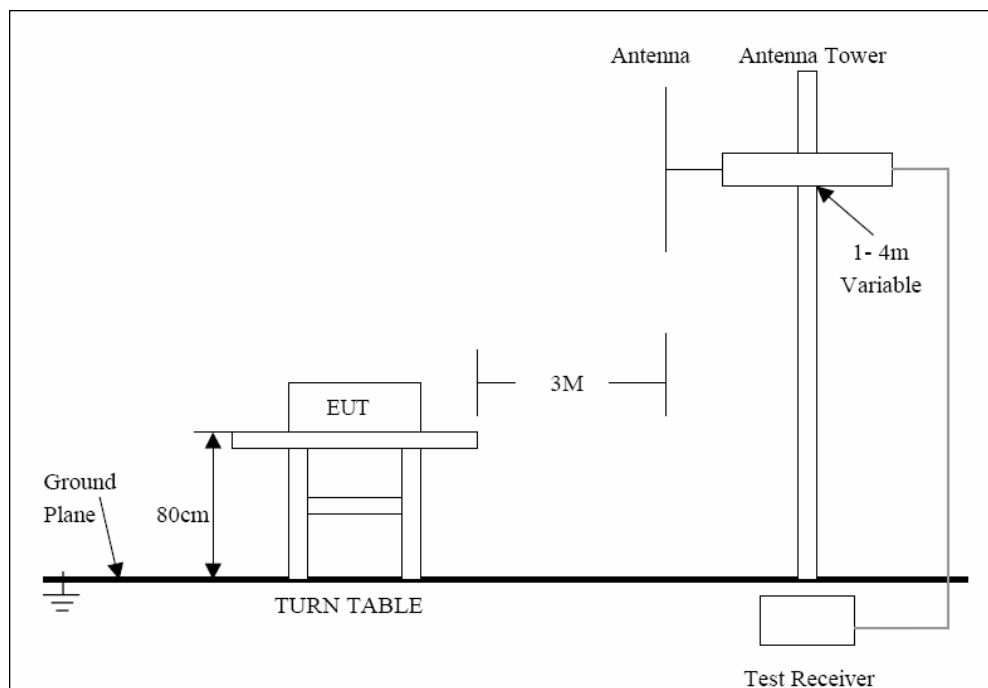 Antenna
Antenna Tower
1- 4m
Variable
3M
EUT
Ground
Plane
80cm
TURN TABLE
Test Receiver